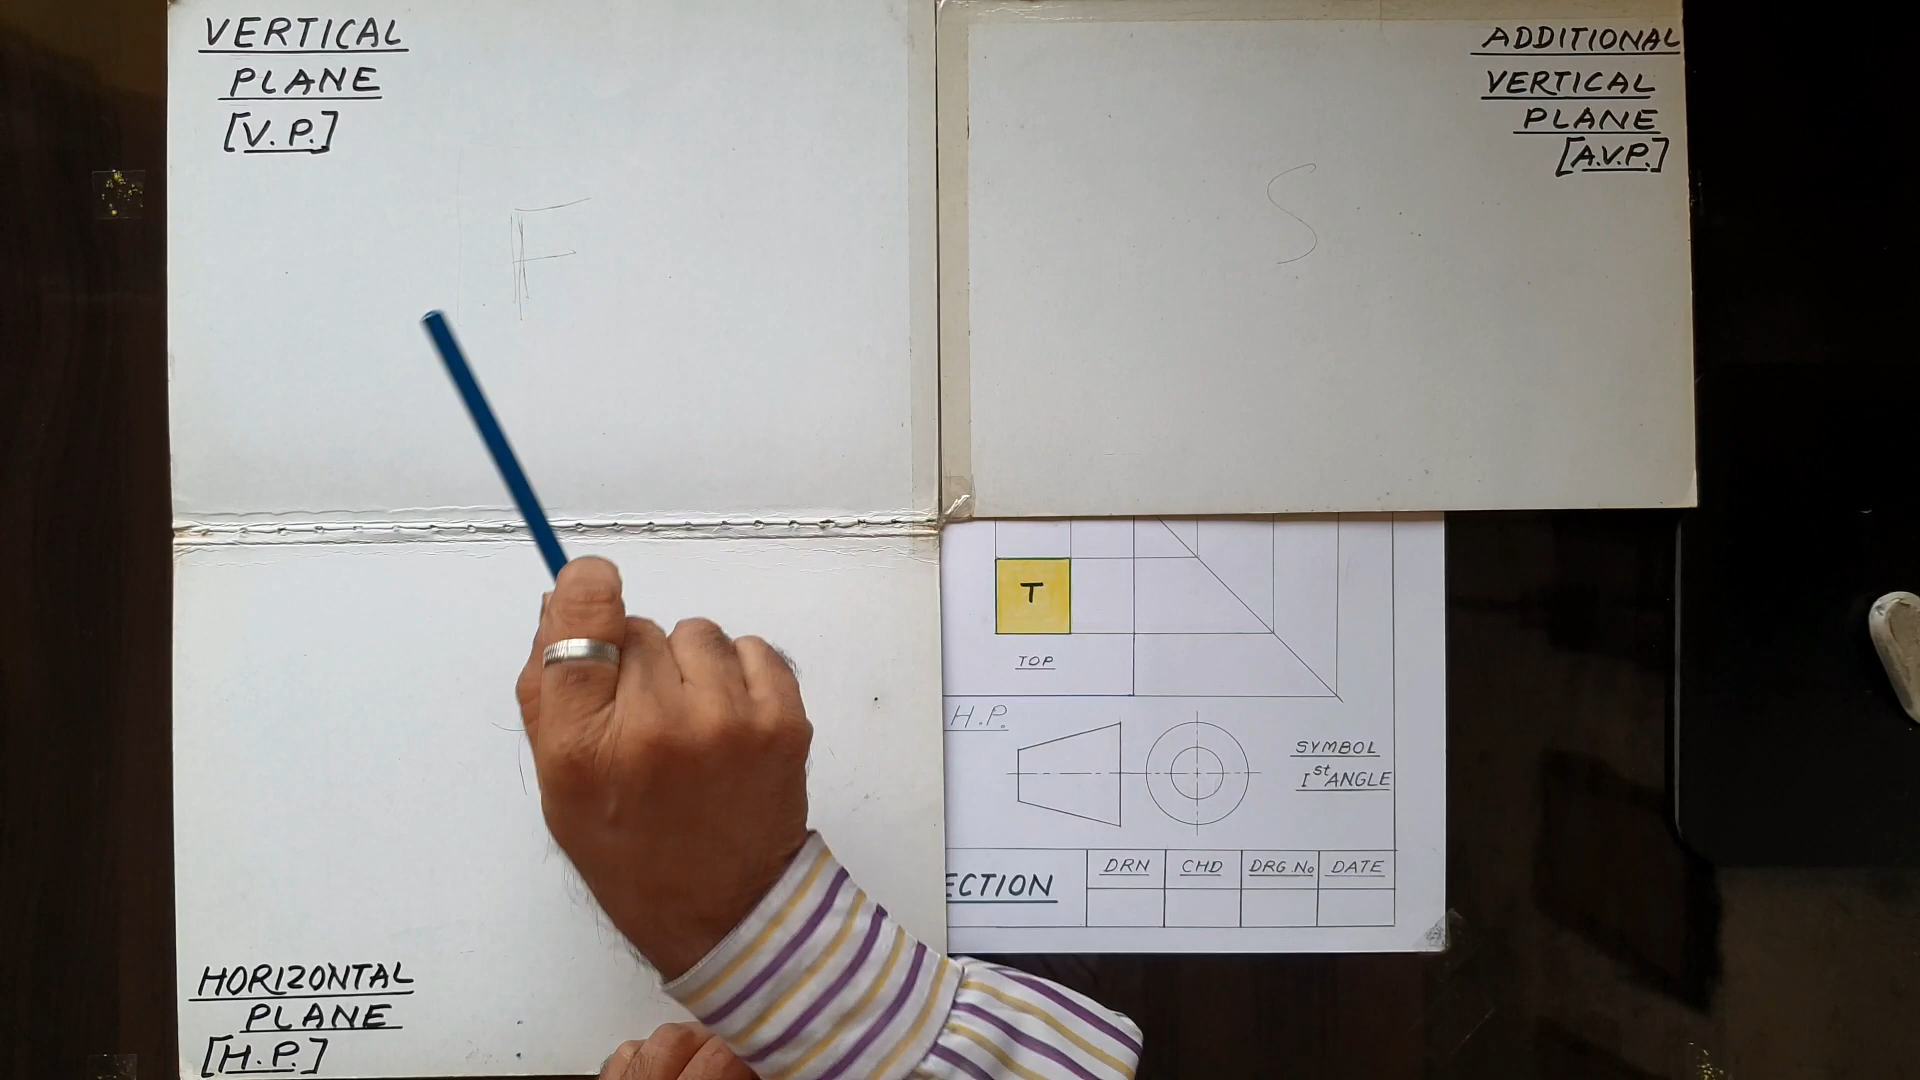 VERTICAL
PLANE
[V.P.]
F
ADDITIONAL
VERTICAL
PLANE
[A.V.P.]
S
T
TOP
H.P.
SYMBOL
Ist ANGLE
ECTION
DRN
CHD
DRG.No
DATE
HORIZONTAL
PLANE
[H.P.]